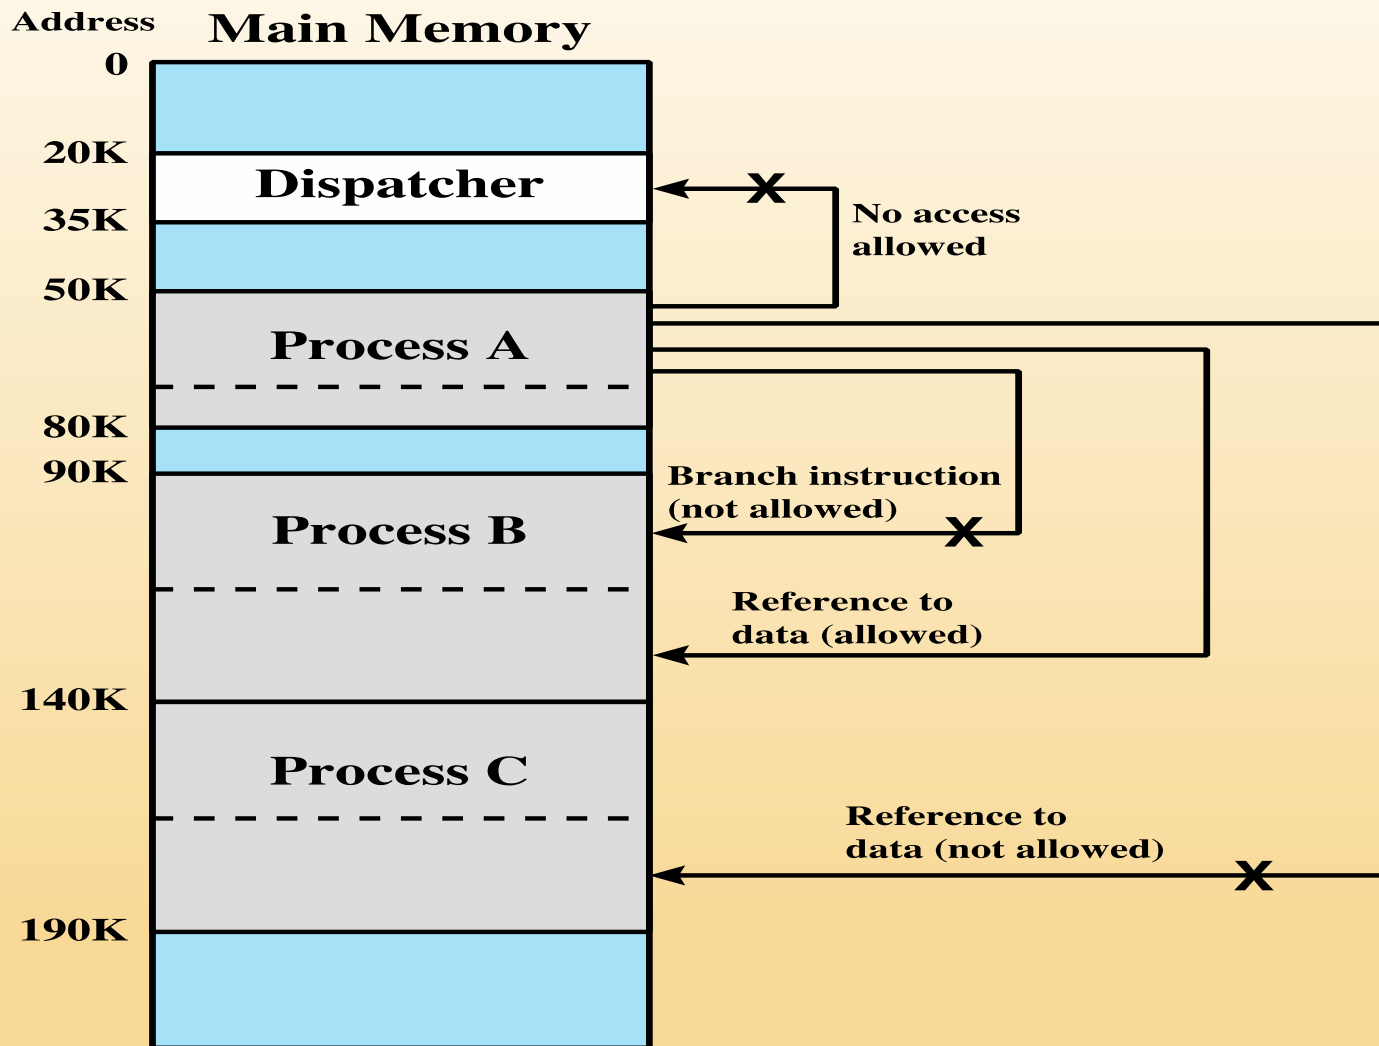 Address
Main Memory
0
20K
Dispatcher
35K
No access
allowed
50K
Process A
80K
90K
Branch instruction
(not allowed)
Process B
Reference to
data (allowed)
140K
Process C
Reference to
data (not allowed)
190K